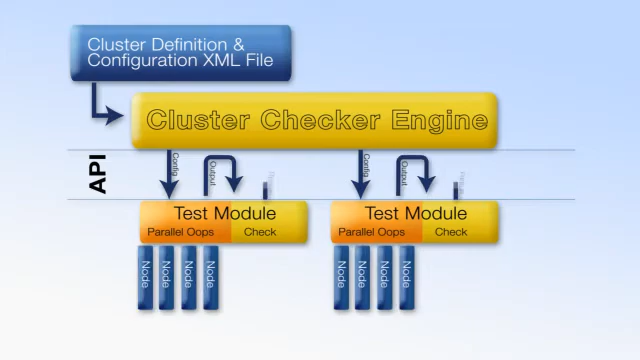 Cluster Definition &
Configuration XML File
Cluster Checker Engine
API
Config
Output
Config
Output
Test Module
Parallel Oops
Check
Test Module
Parallel Oops
Check
Node
Node
Node
Node
Node
Node
Node
Node